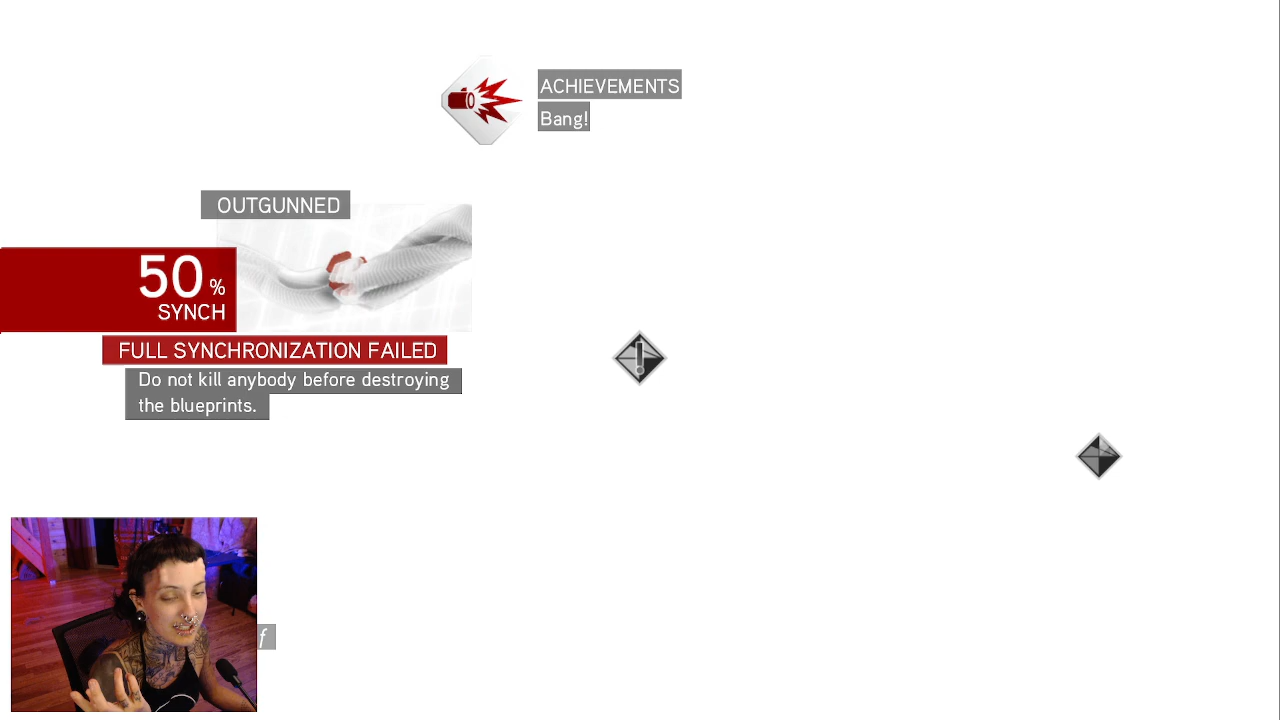 ACHIEVEMENTS
Bang!
OUTGUNNED
50 %
SYNCH
FULL SYNCHRONIZATION FAILED
Do not kill anybody before destroying
the blueprints.
f